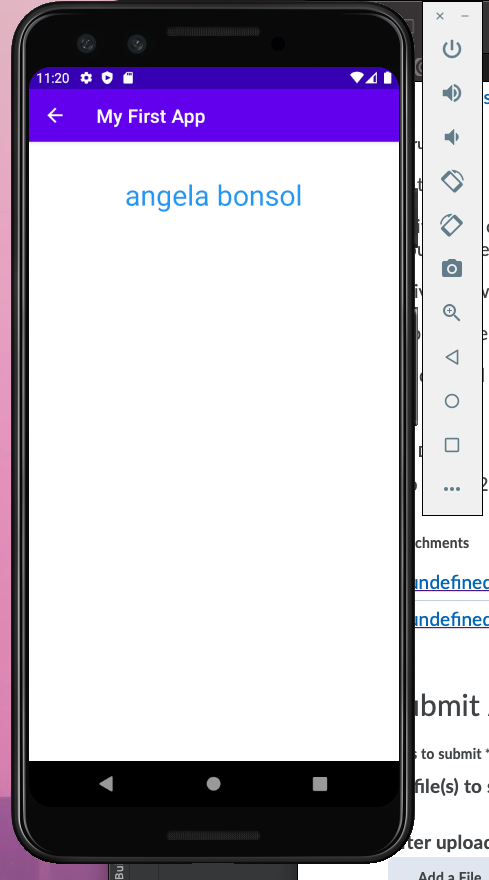 11:20
My First App
angela bonsol
chments
undefined
undefined
ubmit
s to submit *
file(s) to s
ter upload
Add a File
Bu